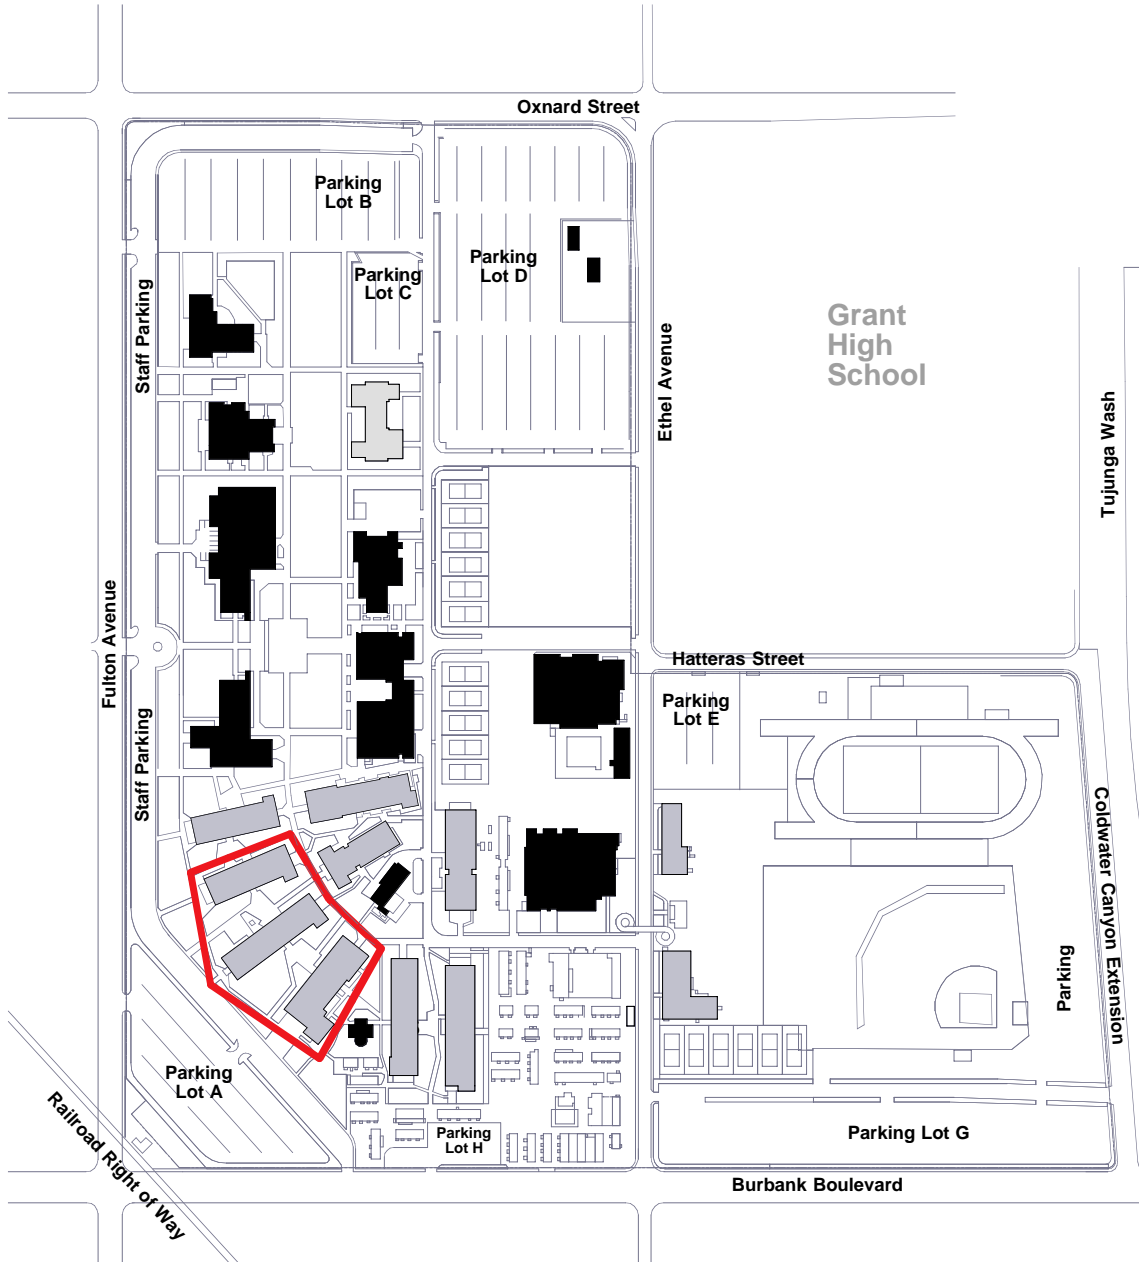 Oxnard Street
Parking
Lot B
Parking
Lot D
Parking
Lot C
Staff Parking
Grant
High
School
Ethel Avenue
Tujunga Wash
Fulton Avenue
Hatteras Street
Parking
Lot E
Staff Parking
Coldwater Canyon Extension
Parking
Parking
Lot A
Railroad Right of Way
Parking
Lot H
Parking Lot G
Burbank Boulevard